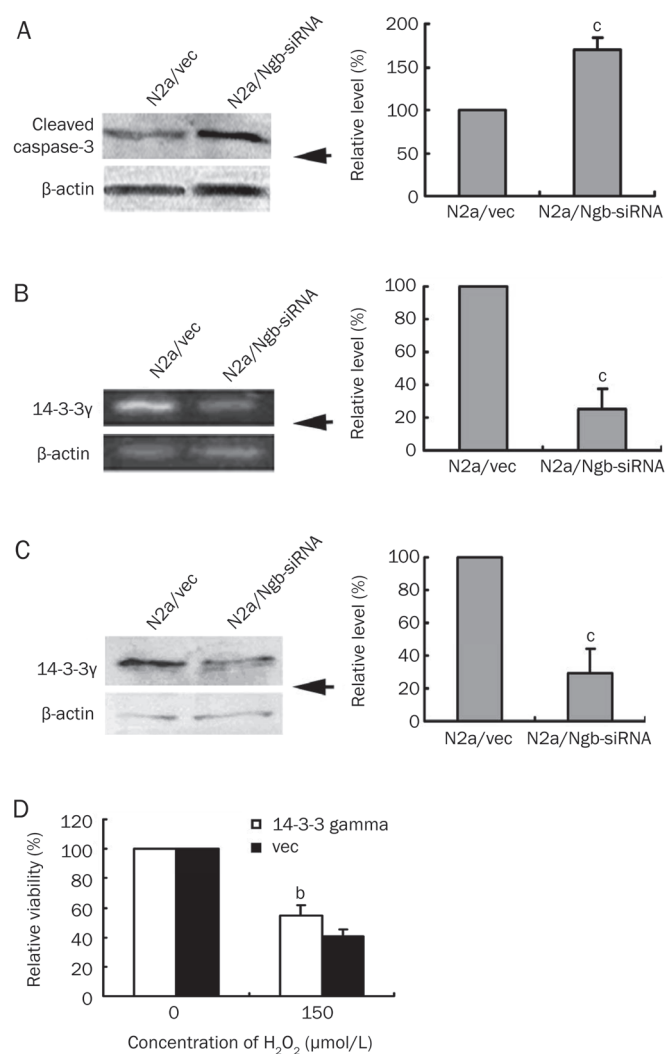 A
N2a/vec
N2a/Ngb-siRNA
Cleaved
caspase-3
β-actin
Relative level (%)
200
150
100
50
0
N2a/vec
N2a/Ngb-siRNA
c
B
N2a/vec
N2a/Ngb-siRNA
14-3-3γ
β-actin
Relative level (%)
100
80
60
40
20
0
N2a/vec
N2a/Ngb-siRNA
c
C
N2a/vec
N2a/Ngb-siRNA
14-3-3γ
β-actin
Relative level (%)
100
80
60
40
20
0
N2a/vec
N2a/Ngb-siRNA
c
D
Relative viability (%)
120
100
80
60
40
20
0
14-3-3 gamma
vec
b
0
150
Concentration of H₂O₂ (μmol/L)